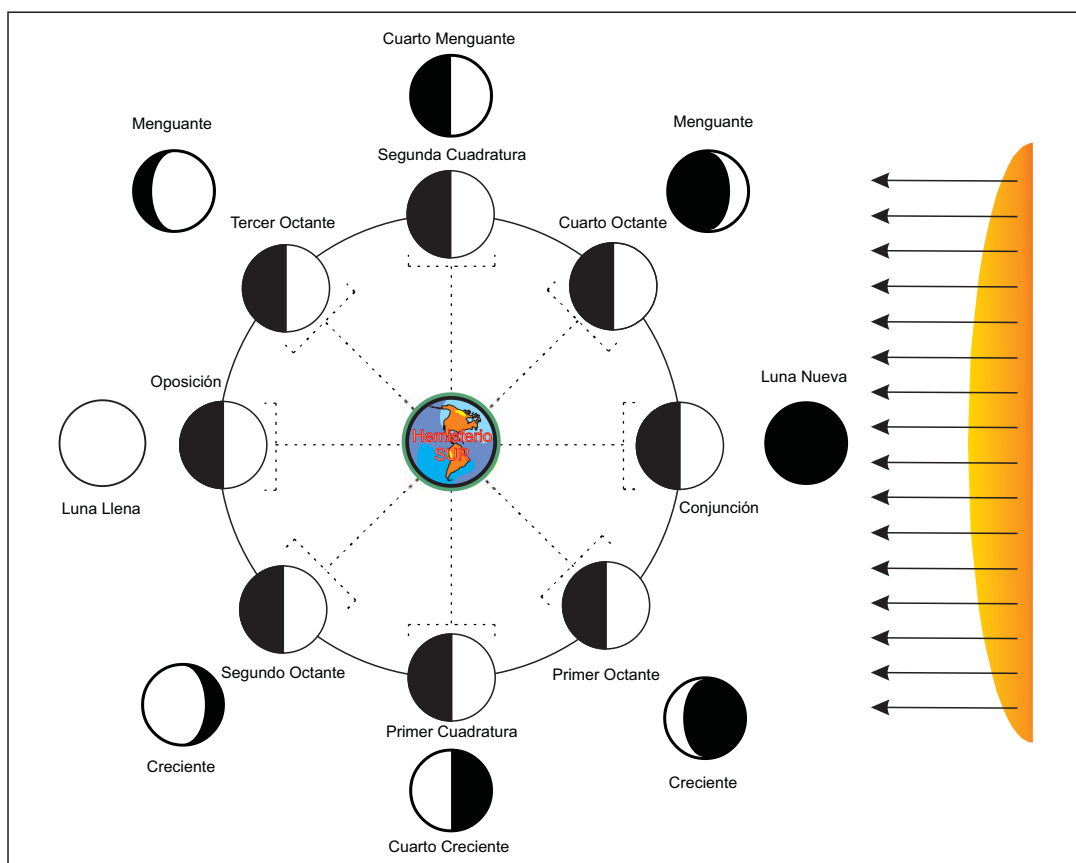 Cuarto Menguante
Menguante
Menguante
Segunda Cuadratura
Tercer Octante
Cuarto Octante
Oposición
Luna Nueva
Hemisferio
SUR
Luna Llena
Conjunción
Segundo Octante
Primer Octante
Primer Cuadratura
Creciente
Creciente
Cuarto Creciente